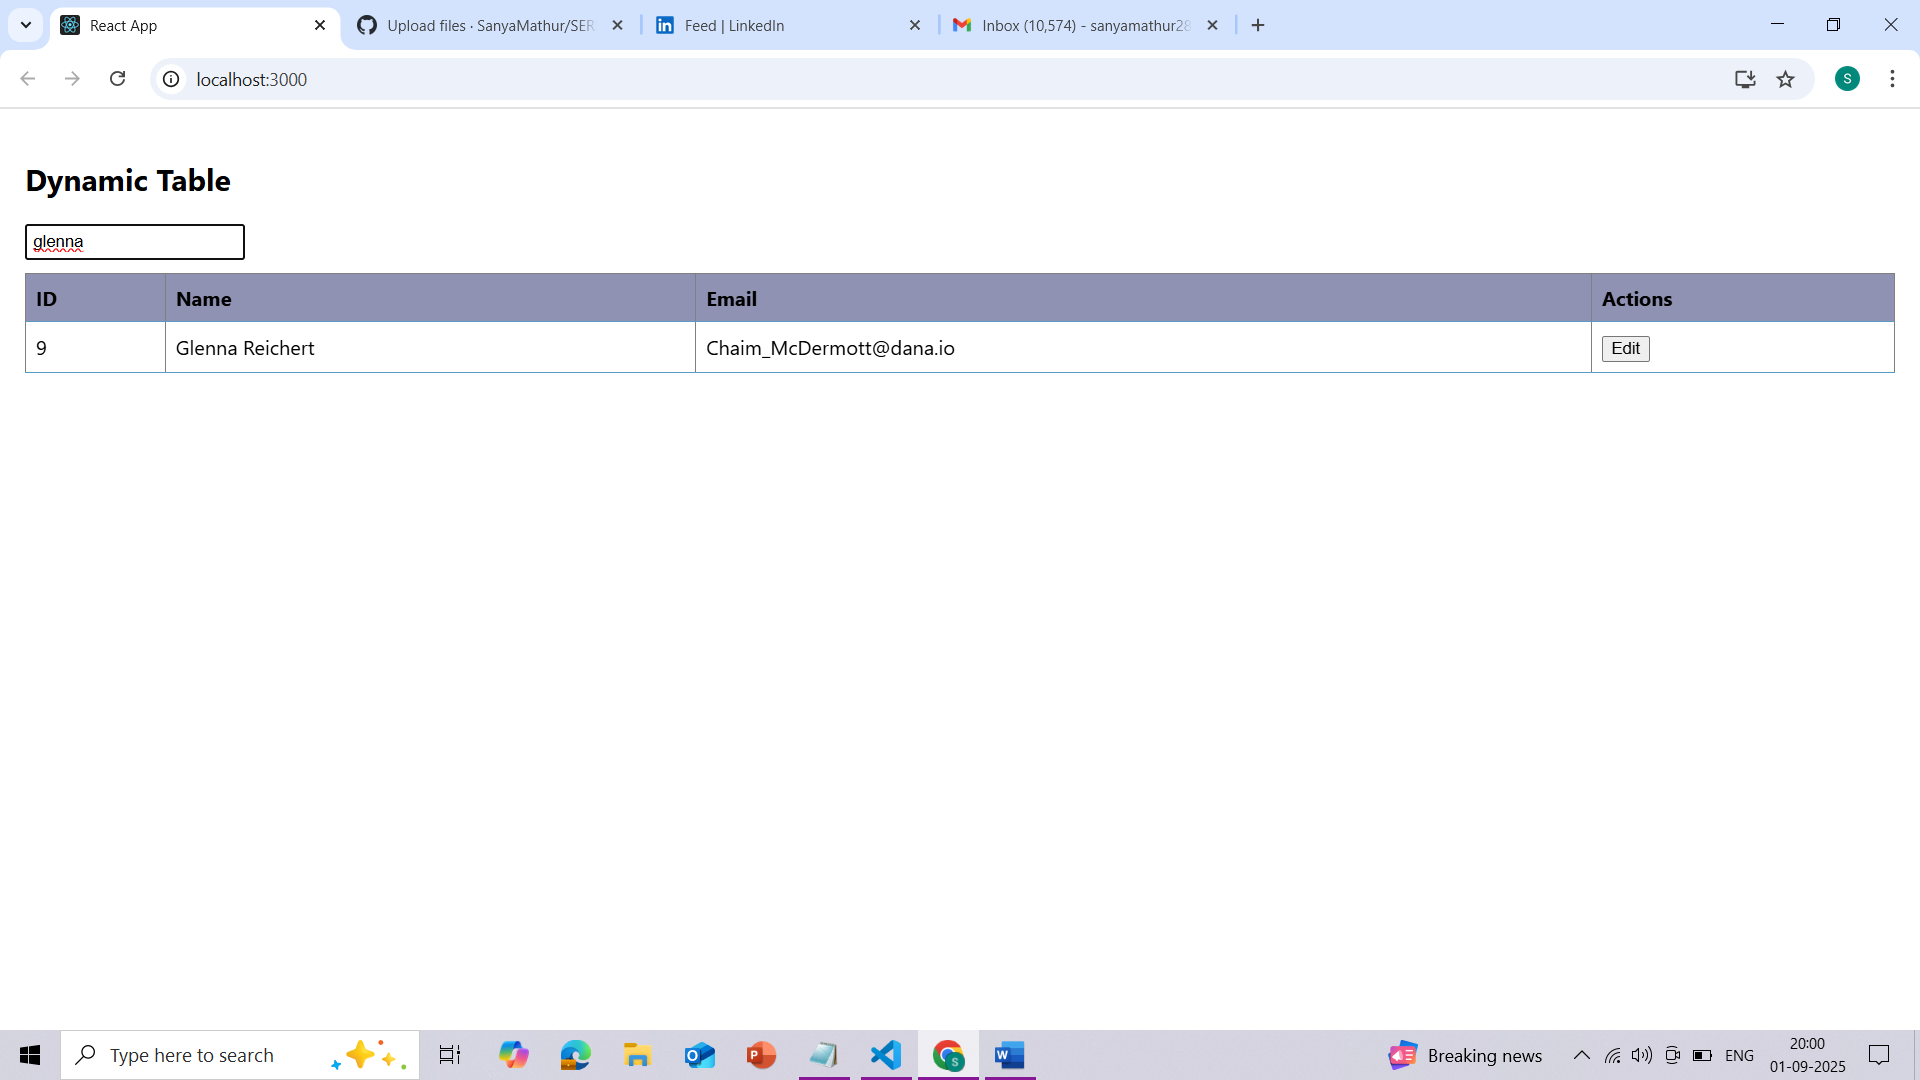 React App
Upload files · SanyaMathur/SER
Feed | LinkedIn
Inbox (10,574) - sanyamathur28
localhost:3000
S
Dynamic Table
glenna
ID Name Email Actions
9 Glenna Reichert Chaim_McDermott@dana.io Edit
Type here to search
Breaking news
ENG
20:00
01-09-2025